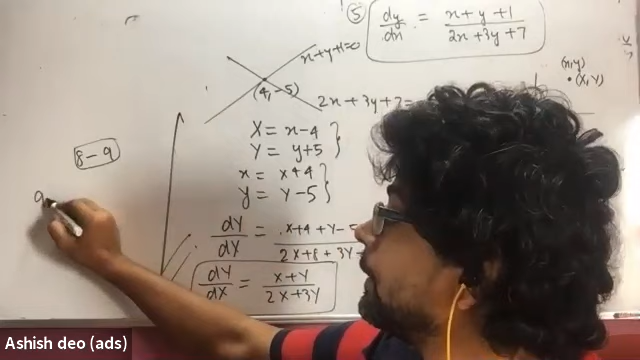 ⑤ dy/dx = x+y+1 / 2x+3y+7
x+y+1=0
(x,y)
(4,-5)
2x+3y+7=
• (X,Y)
X = x-4
Y = y+5
8-9
x = X+4
y = Y-5
9
dY/dX = X+4+Y-5 / 2X+8+3Y
dY/dX = X+Y / 2X+3Y
Ashish deo (ads)